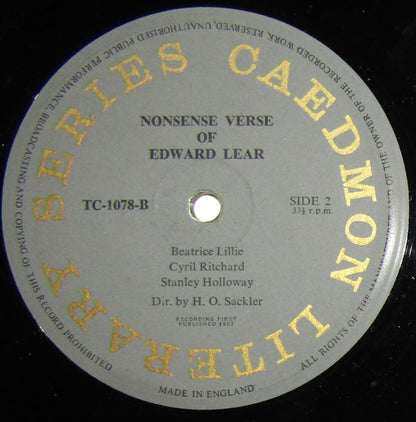 CAEDMON LITERARY SERIES
ALL RIGHTS OF THE
OF THE OWNER OF THE RECORDED WORK RESERVED, UNAUTHORISED PUBLIC PERFORMANCE, BROADCASTING AND COPYING OF THIS RECORD PROHIBITED
NONSENSE VERSE
OF
EDWARD LEAR
TC-1078-B
SIDE 2
33⅓ r.p.m.
Beatrice Lillie
Cyril Ritchard
Stanley Holloway
Dir. by H. O. Sackler
RECORDING FIRST
PUBLISHED 1957
MADE IN ENGLAND